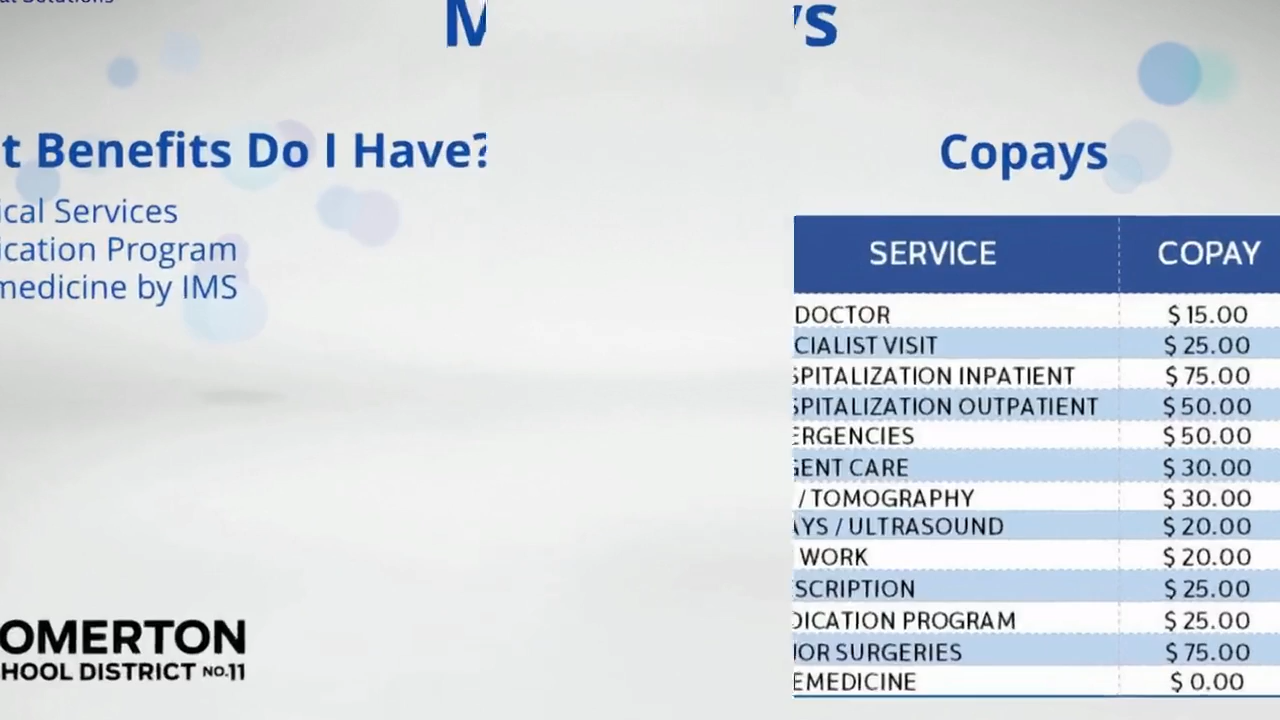 t Benefits Do I Have?
ical Services
ication Program
medicine by IMS
OMERTON
HOOL DISTRICT NO.11
Copays
SERVICE COPAY
DOCTOR $ 15.00
CIALIST VISIT $ 25.00
SPITALIZATION INPATIENT $ 75.00
SPITALIZATION OUTPATIENT $ 50.00
ERGENCIES $ 50.00
GENT CARE $ 30.00
/ TOMOGRAPHY $ 30.00
AYS / ULTRASOUND $ 20.00
WORK $ 20.00
SCRIPTION $ 25.00
DICATION PROGRAM $ 25.00
JOR SURGERIES $ 75.00
EMEDICINE $ 0.00